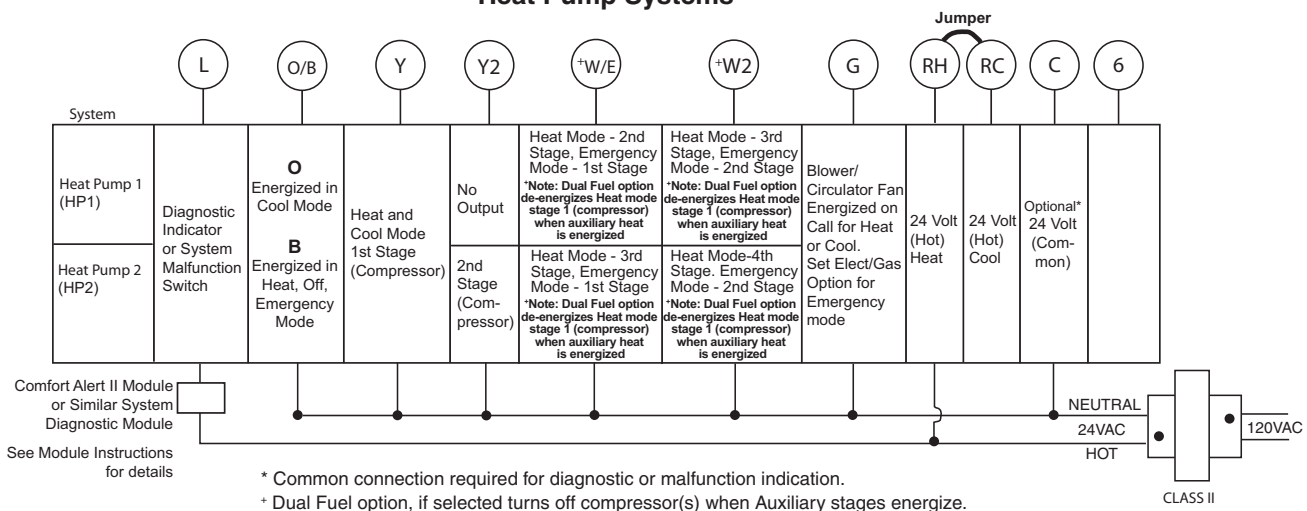 Heat Pump Systems
Jumper
L
O/B
Y
Y2
+W/E
+W2
G
RH
RC
C
6
System
Heat Pump 1
(HP1)
Heat Pump 2
(HP2)
Diagnostic
Indicator
or System
Malfunction
Switch
O
Energized in
Cool Mode
B
Energized in
Heat, Off,
Emergency
Mode
Heat and
Cool Mode
1st Stage
(Compressor)
No
Output
2nd
Stage
(Com-
pressor)
Heat Mode - 2nd
Stage, Emergency
Mode - 1st Stage
+Note: Dual Fuel option
de-energizes Heat mode
stage 1 (compressor)
when auxiliary heat
is energized
Heat Mode - 3rd
Stage, Emergency
Mode - 1st Stage
+Note: Dual Fuel option
de-energizes Heat mode
stage 1 (compressor)
when auxiliary heat
is energized
Heat Mode - 3rd
Stage, Emergency
Mode - 2nd Stage
+Note: Dual Fuel option
de-energizes Heat mode
stage 1 (compressor)
when auxiliary heat
is energized
Heat Mode-4th
Stage. Emergency
Mode - 2nd Stage
+Note: Dual Fuel option
de-energizes Heat mode
stage 1 (compressor)
when auxiliary heat
is energized
Blower/
Circulator Fan
Energized on
Call for Heat
or Cool.
Set Elect/Gas
Option for
Emergency
mode
24 Volt
(Hot)
Heat
24 Volt
(Hot)
Cool
Optional*
24 Volt
(Com-
mon)
Comfort Alert II Module
or Similar System
Diagnostic Module
See Module Instructions
for details
NEUTRAL
24VAC
HOT
120VAC
CLASS II
* Common connection required for diagnostic or malfunction indication.
+ Dual Fuel option, if selected turns off compressor(s) when Auxiliary stages energize.